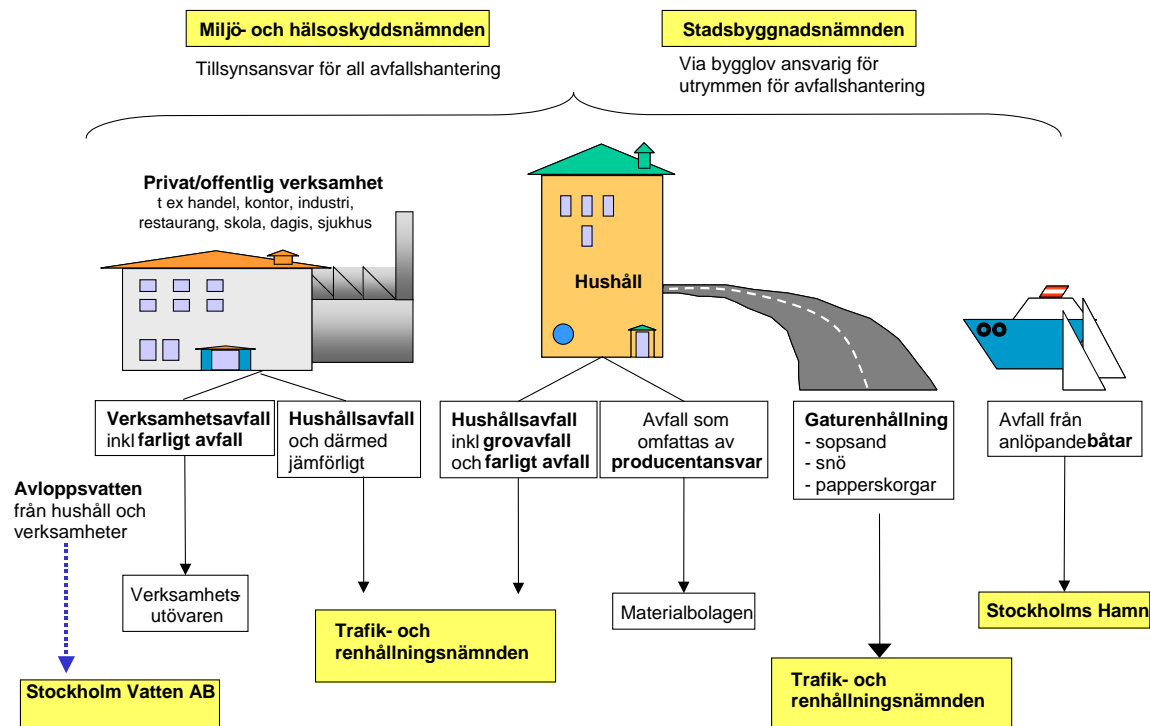 Miljö- och hälsoskyddsnämnden
Tillsynsansvar för all avfallshantering
Stadsbyggnadsnämnden
Via bygglov ansvarig för
utrymmen för avfallshantering
Privat/offentlig verksamhet
t ex handel, kontor, industri,
restaurang, skola, dagis, sjukhus
Hushåll
Verksamhetsavfall
inkl farligt avfall
Hushållsavfall
och därmed
jämförligt
Hushållsavfall
inkl grovavfall
och farligt avfall
Avfall som
omfattas av
producentansvar
Gaturenhållning
- sopsand
- snö
- papperskorgar
Avfall från
anlöpande båtar
Avloppsvatten
från hushåll och
verksamheter
Verksamhets-
utövaren
Trafik- och
renhållningsnämnden
Materialbolagen
Stockholms Hamn
Trafik- och
renhållningsnämnden
Stockholm Vatten AB